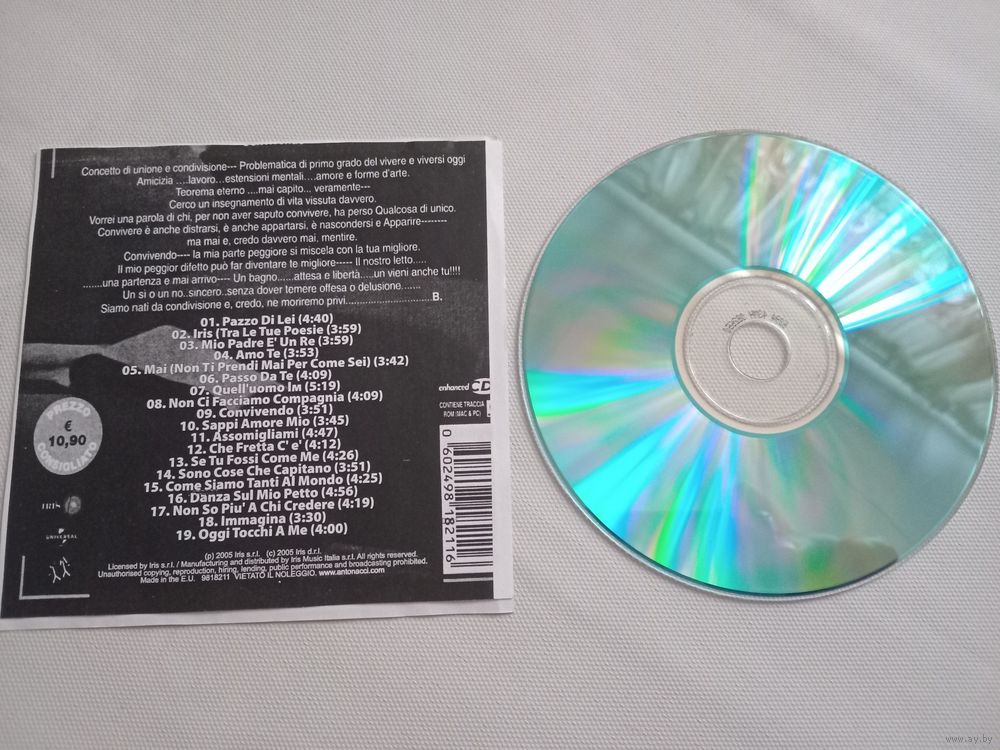 Concetto di unione e condivisione--- Problematica di primo grado del vivere e viversi oggi
Amicizia ....lavoro...estensioni mentali....amore e forme d'arte.
Teorema eterno ....mai capito... veramente---
Cerco un insegnamento di vita vissuta davvero.
Vorrei una parola di chi, per non aver saputo convivere, ha perso Qualcosa di unico.
Convivere è anche distrarsi, è anche appartarsi, è nascondersi e Apparire--------
ma mai e, credo davvero mai, mentire.
Convivendo---- la mia parte peggiore si miscela con la tua migliore.
Il mio peggior difetto può far diventare te migliore----- Il nostro letto.....
.......una partenza e mai arrivo---- Un bagno......attesa e libertà.....un vieni anche tu!!!!
Un si o un no..sincero..senza dover temere offesa o delusione.......
Siamo nati da condivisione e, credo, ne moriremo privi..............................B.
01. Pazzo Di Lei (4:40)
02. Iris (Tra Le Tue Poesie (3:59)
03. Mio Padre E' Un Re (3:59)
04. Amo Te (3:53)
05. Mai (Non Ti Prendi Mai Per Come Sei) (3:42)
06. Passo Da Te (4:09)
07. Quell'uomo Im (5:19)
08. Non Ci Facciamo Compagnia (4:09)
09. Convivendo (3:51)
10. Sappi Amore Mio (3:45)
11. Assomigliami (4:47)
12. Che Fretta C' e' (4:12)
13. Se Tu Fossi Come Me (4:26)
14. Sono Cose Che Capitano (3:51)
15. Come Siamo Tanti Al Mondo (4:25)
16. Danza Sul Mio Petto (4:56)
17. Non So Piu' A Chi Credere (4:19)
18. Immagina (3:30)
19. Oggi Tocchi A Me (4:00)
PREZZO
€
10,90
CONSIGLIATO
IRIS
UNIVERSAL
enhanced CD
CONTIENE TRACCIA
ROM (MAC & PC)
0 602498 182116
(p) 2005 Iris s.r.l. (c) 2005 Iris d.r.l.
Licensed by Iris s.r.l. / Manufacturing and distributed by Iris Music Italia s.r.l. All rights reserved.
Unauthorised copying, reproduction, hiring, lending, public performance and broadcasting prohibited.
Made in the E.U. 9818211 VIETATO IL NOLEGGIO. www.antonacci.com
www.ay.by